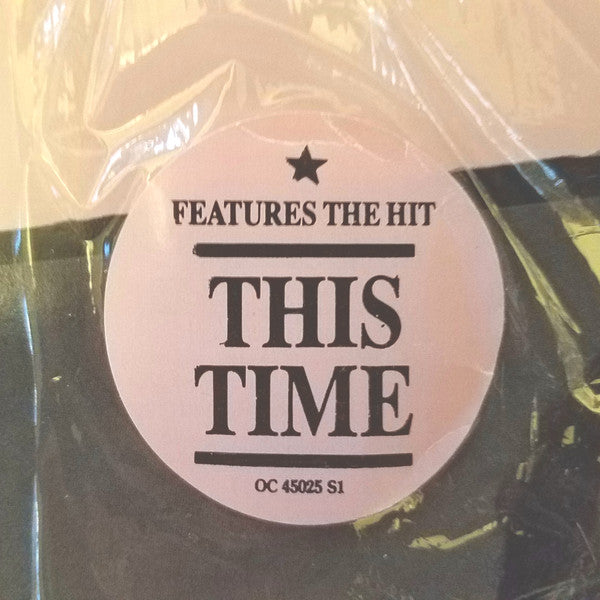 FEATURES THE HIT
THIS
TIME
OC 45025 S1